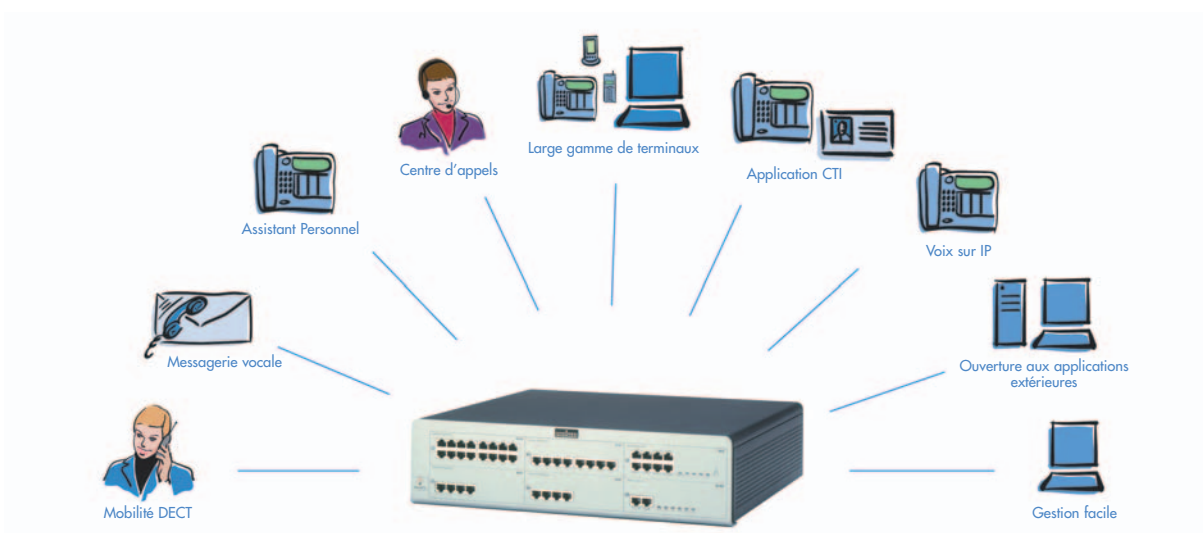 Large gamme de terminaux
Centre d'appels
Application CTI
Assistant Personnel
Voix sur IP
Messagerie vocale
Ouverture aux applications
extérieures
Mobilité DECT
Gestion facile